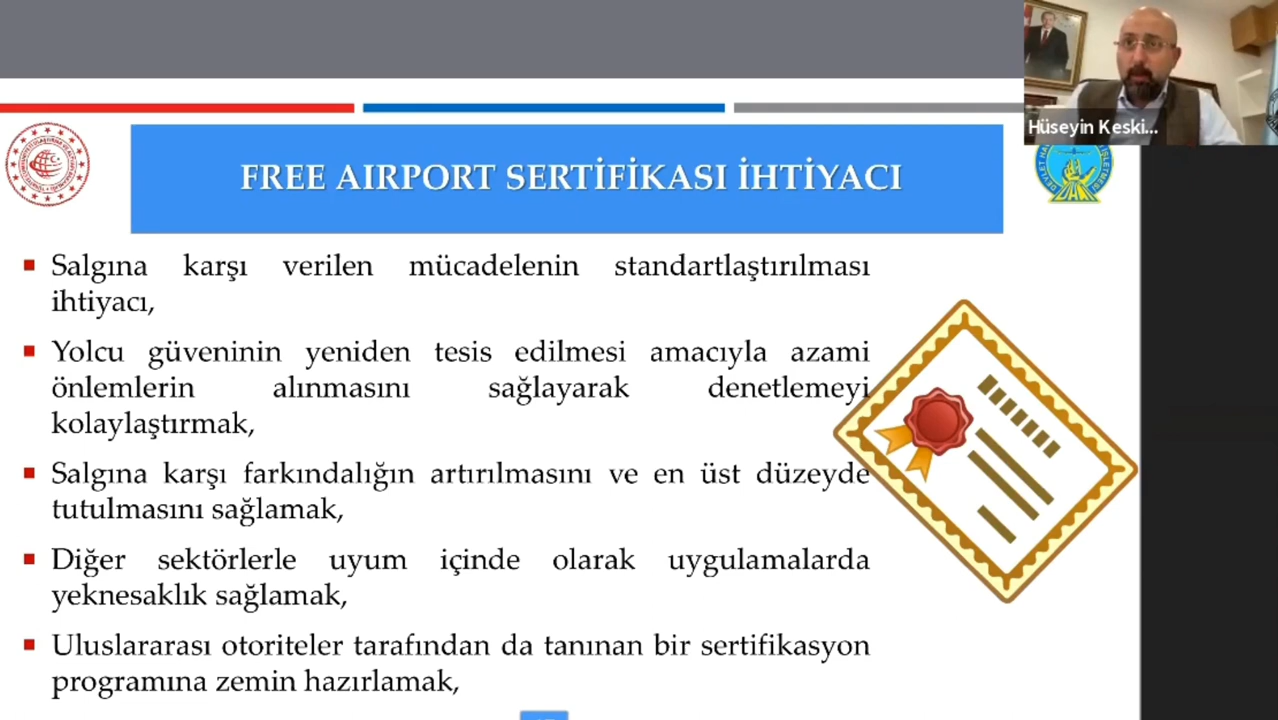 Hüseyin Keski...
FREE AIRPORT SERTİFİKASI İHTİYACI
Salgına karşı verilen mücadelenin standartlaştırılması
ihtiyacı,
Yolcu güveninin yeniden tesis edilmesi amacıyla azami
önlemlerin alınmasını sağlayarak denetlemeyi
kolaylaştırmak,
Salgına karşı farkındalığın artırılmasını ve en üst düzeyde
tutulmasını sağlamak,
Diğer sektörlerle uyum içinde olarak uygulamalarda
yeknesaklık sağlamak,
Uluslararası otoriteler tarafından da tanınan bir sertifikasyon
programına zemin hazırlamak,